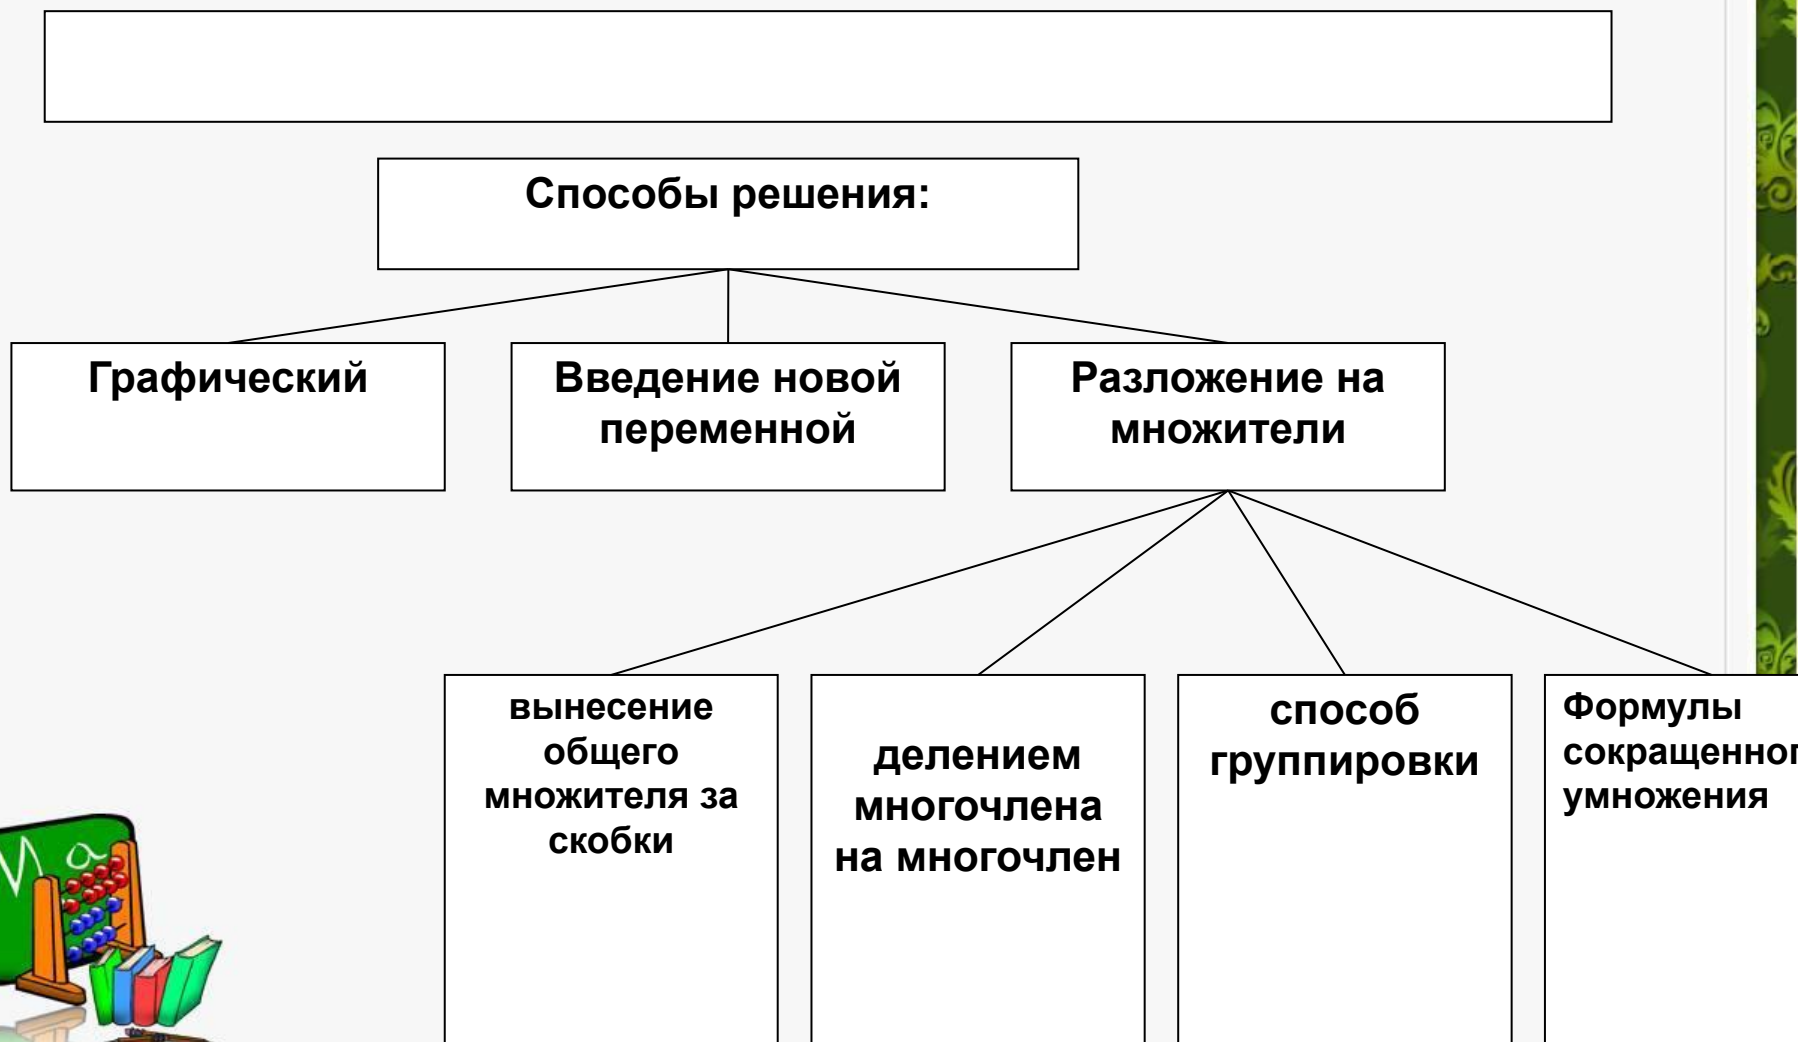 Способы решения:
Графический
Введение новой
переменной
Разложение на
множители
вынесение
общего
множителя за
скобки
делением
многочлена
на многочлен
способ
группировки
Формулы
сокращенног
умножения